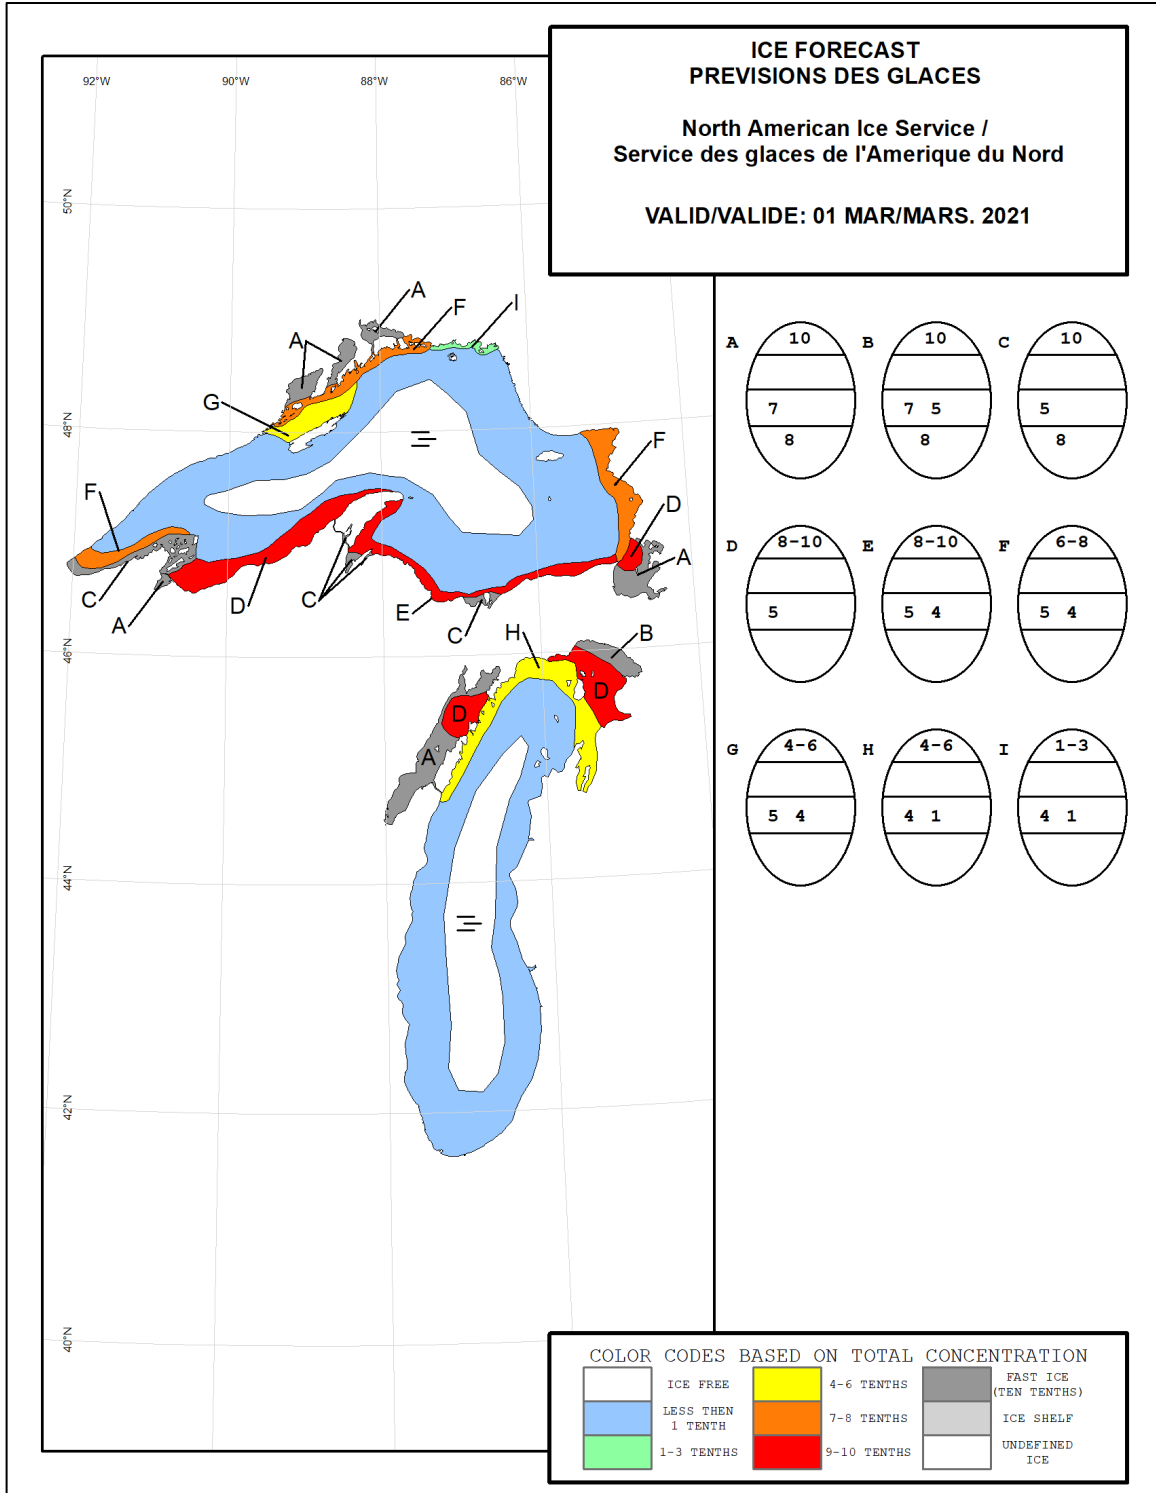 ICE FORECAST
PREVISIONS DES GLACES
North American Ice Service /
Service des glaces de l'Amerique du Nord
VALID/VALIDE: 01 MAR/MARS. 2021
92°W
90°W
88°W
86°W
50°N
48°N
46°N
44°N
42°N
40°N
A
F
I
A
G
F
F
D
A
C
A
D
C
E
C
H
B
D
D
A
A
10
7
8
B
10
7 5
8
C
10
5
8
D
8-10
5
E
8-10
5 4
F
6-8
5 4
G
4-6
5 4
H
4-6
4 1
I
1-3
4 1
COLOR CODES BASED ON TOTAL CONCENTRATION
ICE FREE
LESS THEN
1 TENTH
1-3 TENTHS
4-6 TENTHS
7-8 TENTHS
9-10 TENTHS
FAST ICE
(TEN TENTHS)
ICE SHELF
UNDEFINED
ICE